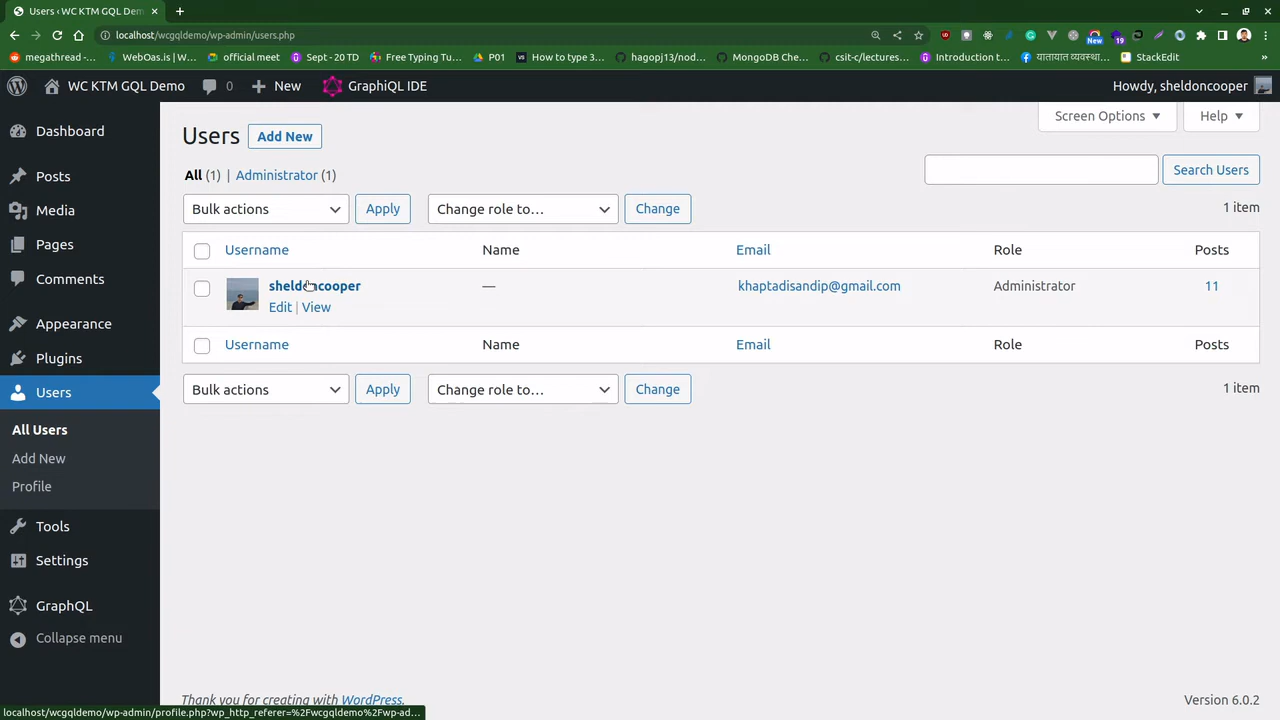 Users ‹ WC KTM GQL Demo
localhost/wcgqldemo/wp-admin/users.php
megathread -...
WebOas.is | W...
official meet
Sept - 20 TD
Free Typing Tu...
P01
How to type 3...
hagopj13/nod...
MongoDB Che...
csit-c/lectures...
Introduction t...
यातायात व्यवस्था...
StackEdit
»
WC KTM GQL Demo
0
New
GraphiQL IDE
Howdy, sheldoncooper
Dashboard
Posts
Media
Pages
Comments
Appearance
Plugins
Users
All Users
Add New
Profile
Tools
Settings
GraphQL
Collapse menu
Users Add New
Screen Options
Help
All (1) | Administrator (1)
Search Users
Bulk actions
Apply
Change role to...
Change
1 item
Username Name Email Role Posts
sheldoncooper — khaptadisandip@gmail.com Administrator 11
Edit | View
Username Name Email Role Posts
Bulk actions
Apply
Change role to...
Change
1 item
Thank you for creating with WordPress.
Version 6.0.2
localhost/wcgqldemo/wp-admin/profile.php?wp_http_referer=%2Fwcgqldemo%2Fwp-ad...